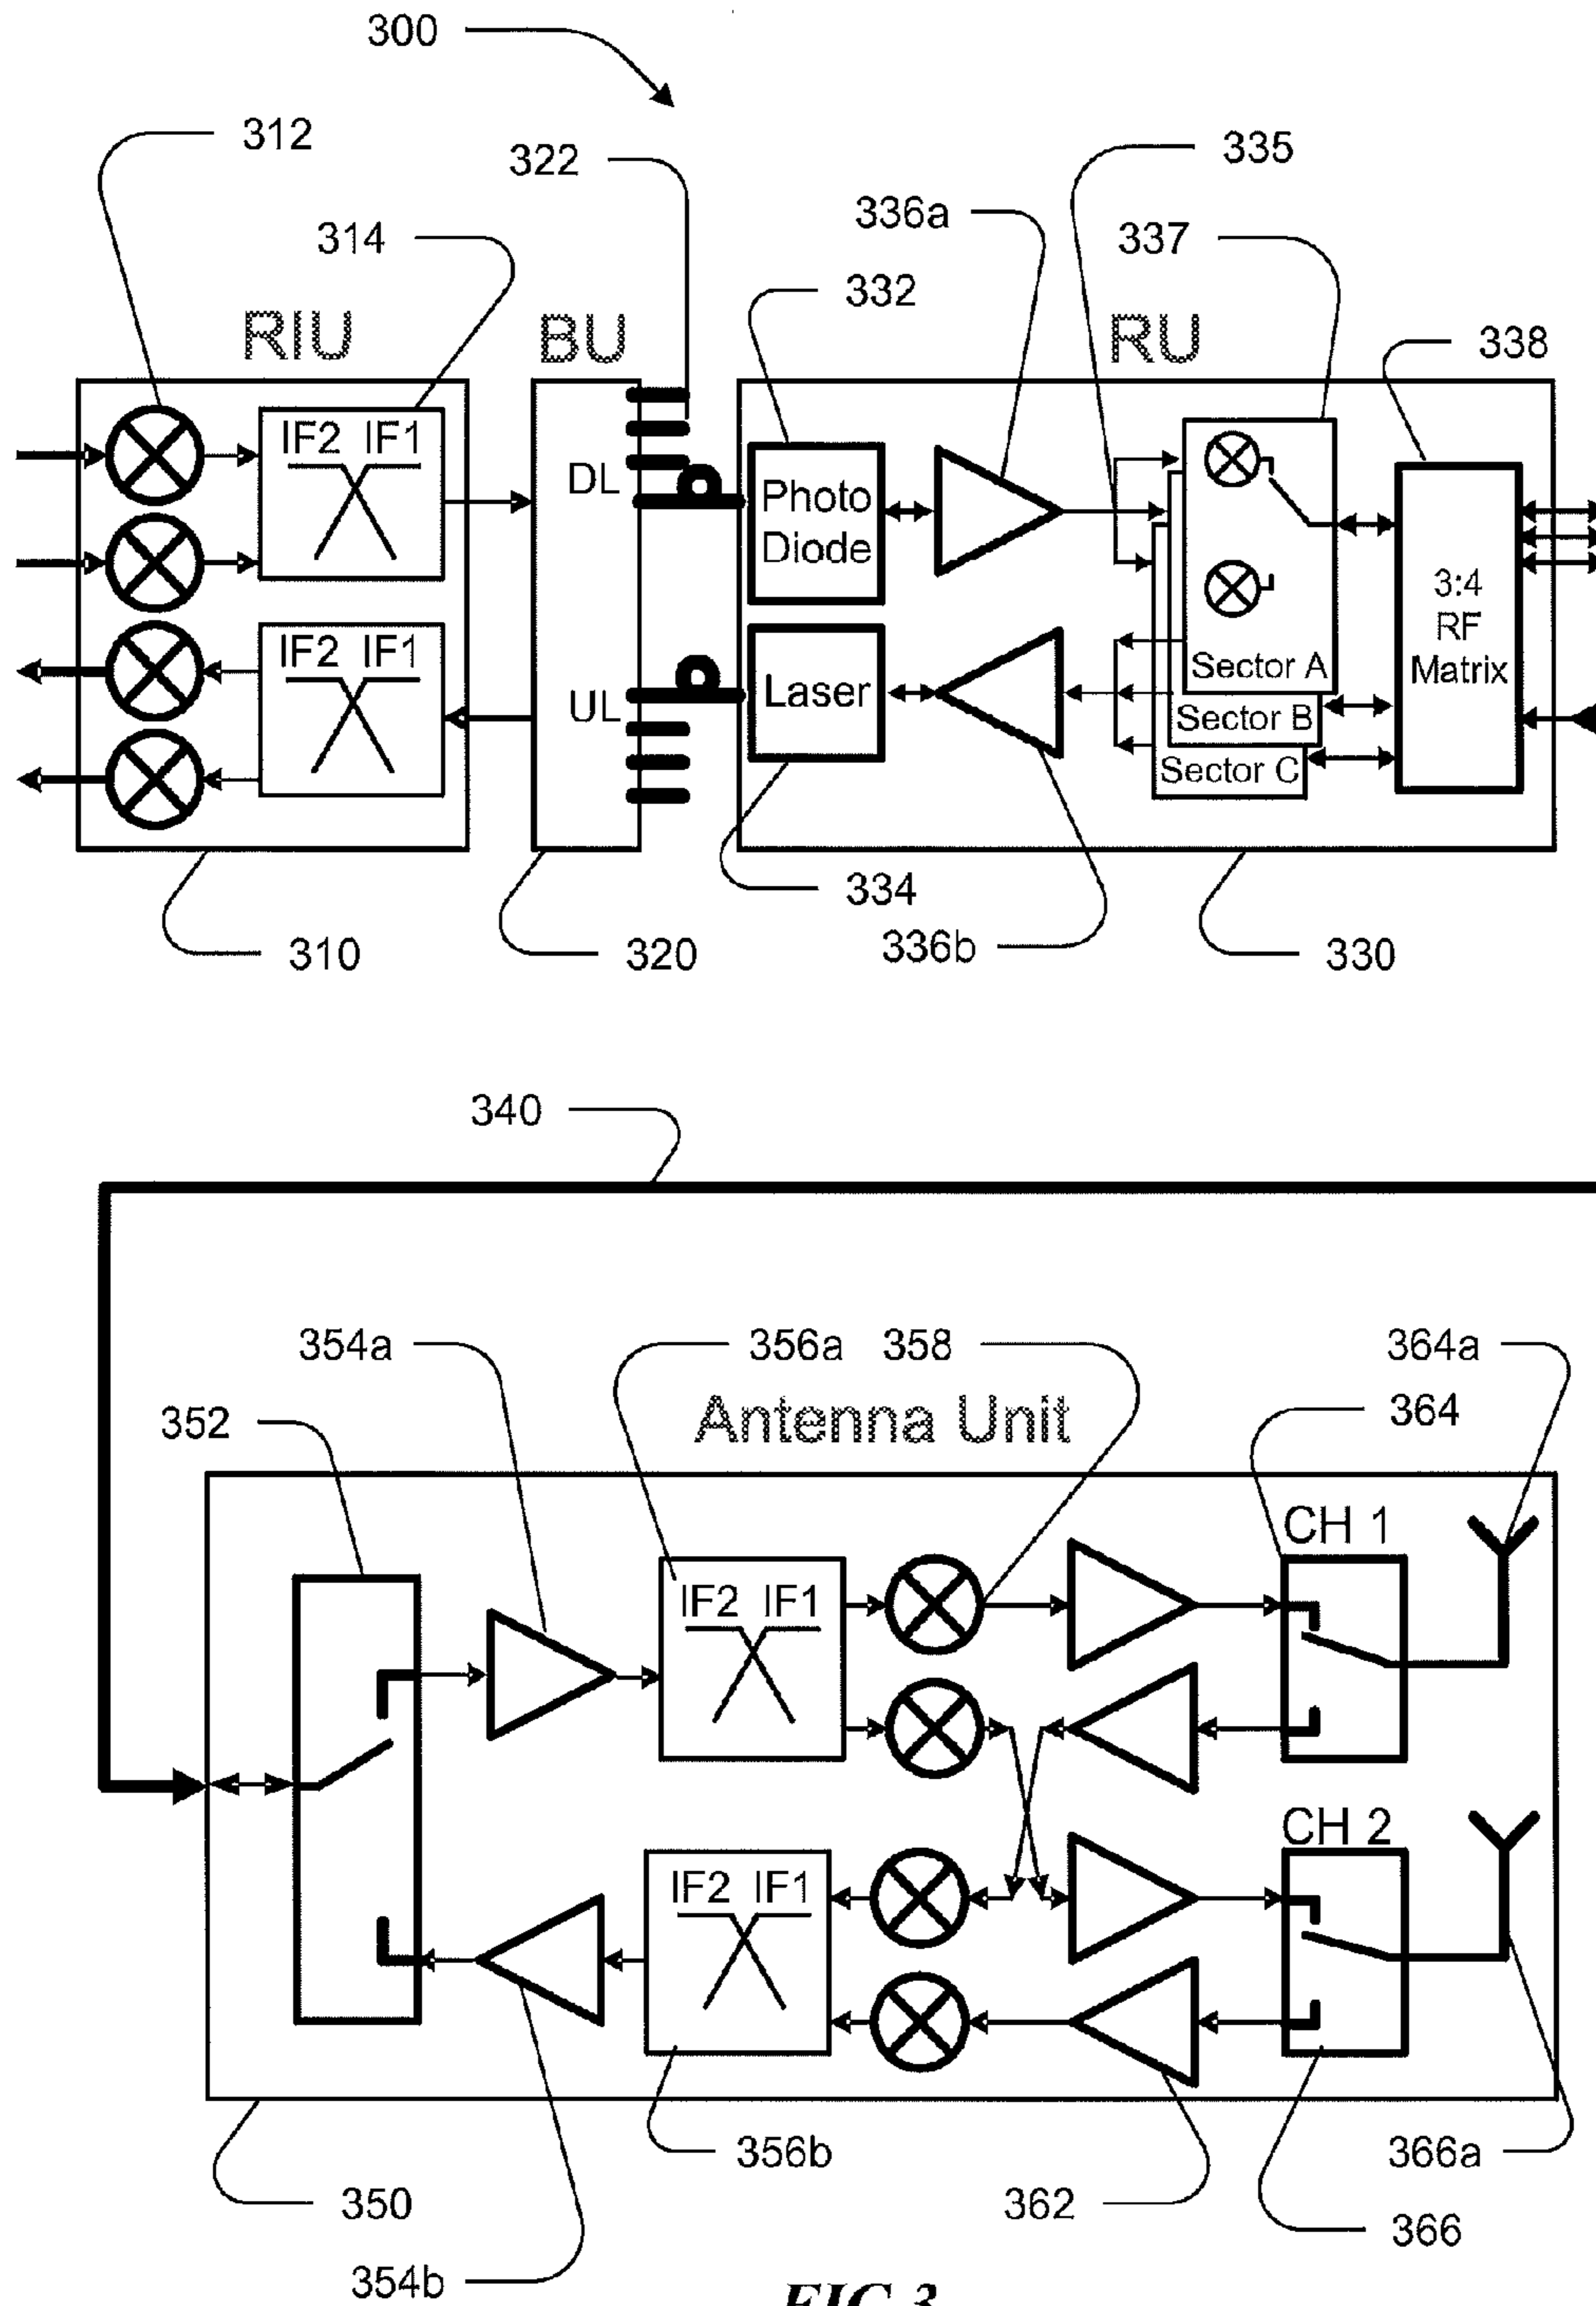 300
312
322
335
336a
314
337
332
RIU
BU
RU
338
IF2 IF1
DL
Photo
Diode
3:4
RF
Matrix
IF2 IF1
UL
Laser
Sector A
Sector B
Sector C
334
310
320
336b
330
340
354a
356a
358
364a
352
Antenna Unit
364
CH 1
IF2 IF1
CH 2
IF2 IF1
356b
366a
350
362
366
354b
FIG 3